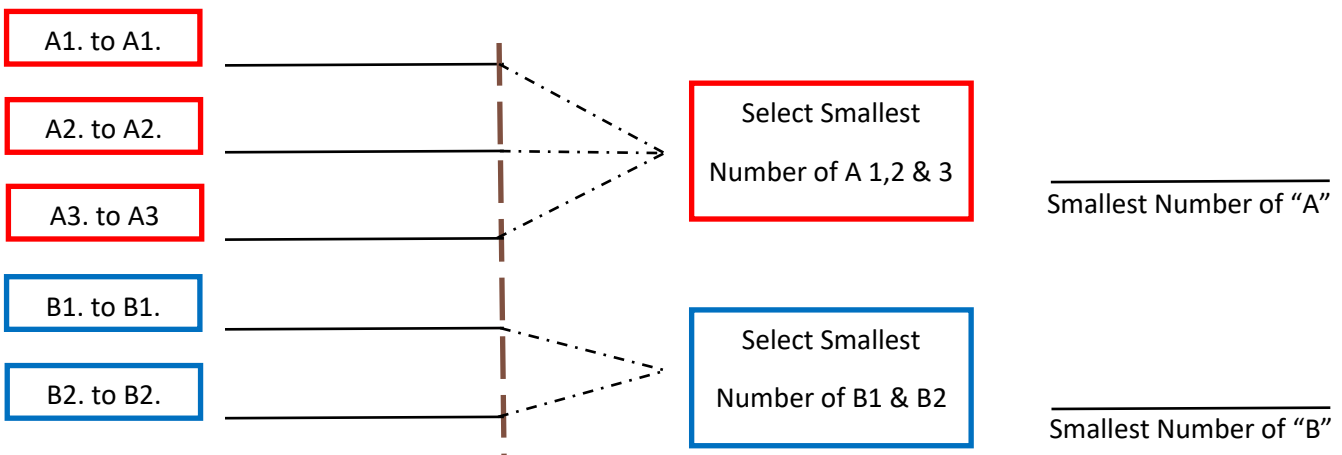 A1. to A1.
A2. to A2.
A3. to A3
B1. to B1.
B2. to B2.
Select Smallest
Number of A 1,2 & 3
Smallest Number of “A”
Select Smallest
Number of B1 & B2
Smallest Number of “B”